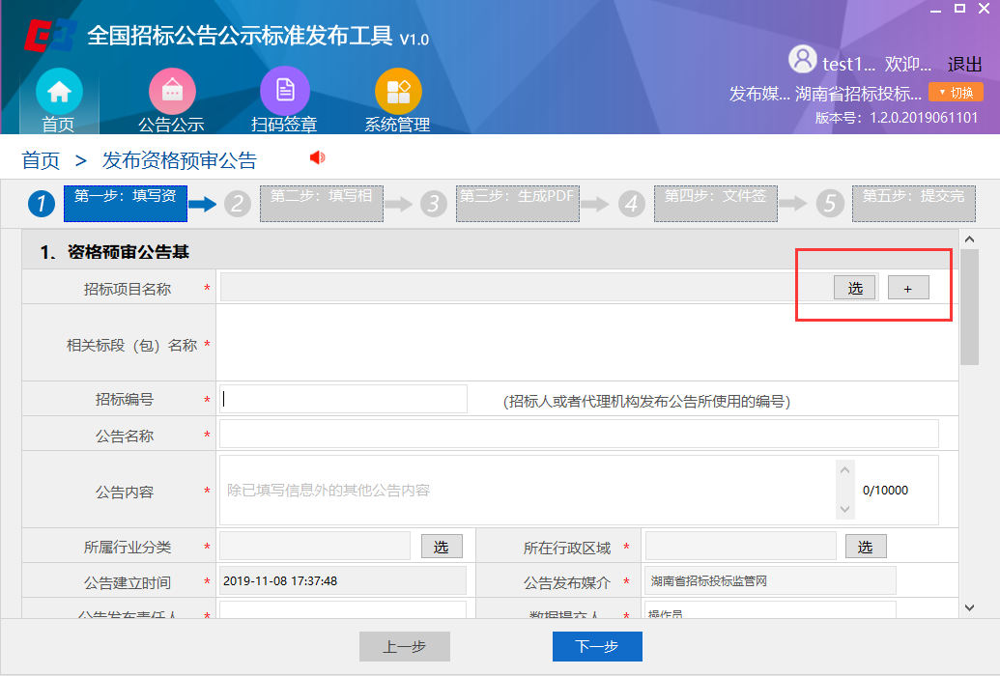 全国招标公告公示标准发布工具 V1.0
test1... 欢迎... 退出
发布媒... 湖南省招标投标... 切换
版本号：1.2.0.2019061101
首页 公告公示 扫码签章 系统管理
首页 > 发布资格预审公告
1 第一步：填写资 2 第二步：填写相 3 第三步：生成PDF 4 第四步：文件签 5 第五步：提交完
1. 资格预审公告基
招标项目名称 * 选 +
相关标段（包）名称 *
招标编号 * (招标人或者代理机构发布公告所使用的编号)
公告名称 *
公告内容 * 除已填写信息外的其他公告内容 0/10000
所属行业分类 * 选 所在行政区域 * 选
公告建立时间 * 2019-11-08 17:37:48 公告发布媒介 * 湖南省招标投标监管网
公告发布责任人 * 数据提交人 * 操作员
上一步 下一步